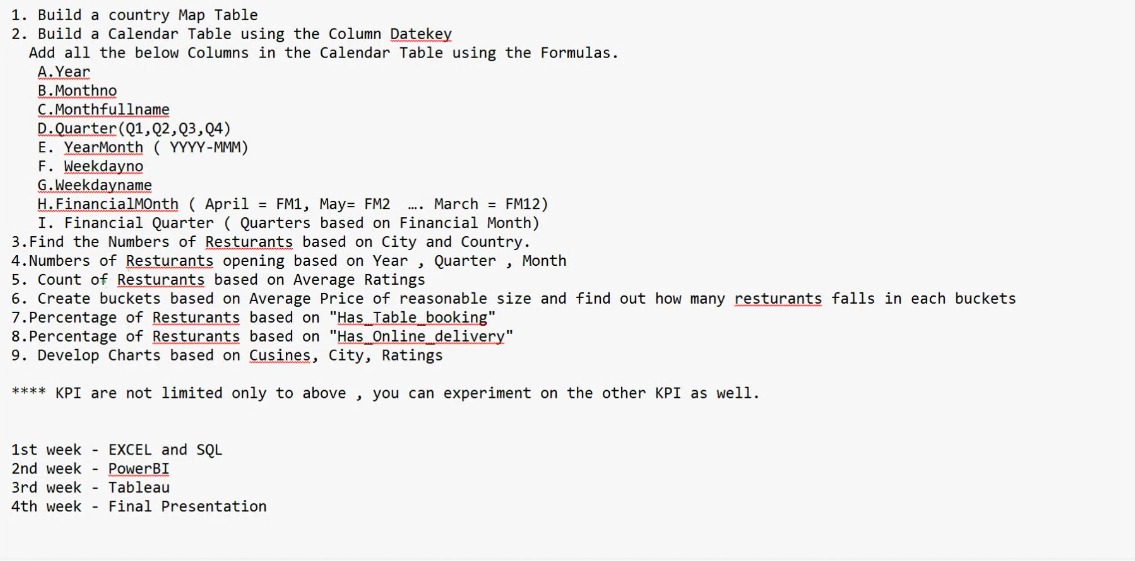 1. Build a country Map Table
2. Build a Calendar Table using the Column Datekey
Add all the below Columns in the Calendar Table using the Formulas.
A.Year
B.Monthno
C.Monthfullname
D.Quarter(Q1,Q2,Q3,Q4)
E. YearMonth ( YYYY-MMM)
F. Weekdayno
G.Weekdayname
H.FinancialMOnth ( April = FM1, May= FM2 …. March = FM12)
I. Financial Quarter ( Quarters based on Financial Month)
3.Find the Numbers of Resturants based on City and Country.
4.Numbers of Resturants opening based on Year , Quarter , Month
5. Count of Resturants based on Average Ratings
6. Create buckets based on Average Price of reasonable size and find out how many resturants falls in each buckets
7.Percentage of Resturants based on "Has_Table_booking"
8.Percentage of Resturants based on "Has_Online_delivery"
9. Develop Charts based on Cusines, City, Ratings
**** KPI are not limited only to above , you can experiment on the other KPI as well.
1st week - EXCEL and SQL
2nd week - PowerBI
3rd week - Tableau
4th week - Final Presentation